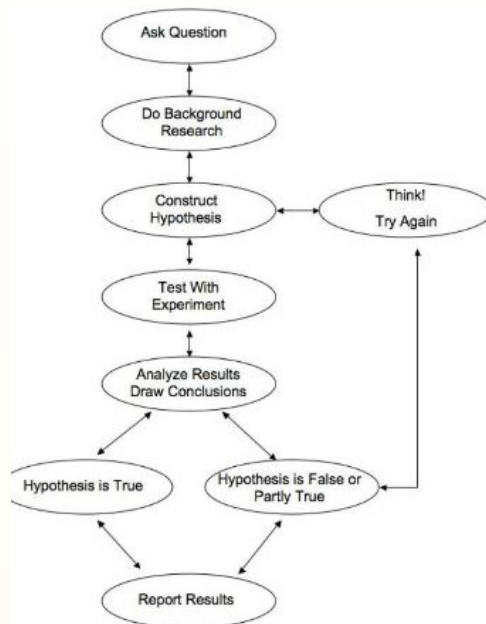 Ask Question
Do Background
Research
Construct
Hypothesis
Think!
Try Again
Test With
Experiment
Analyze Results
Draw Conclusions
Hypothesis is True
Hypothesis is False or
Partly True
Report Results